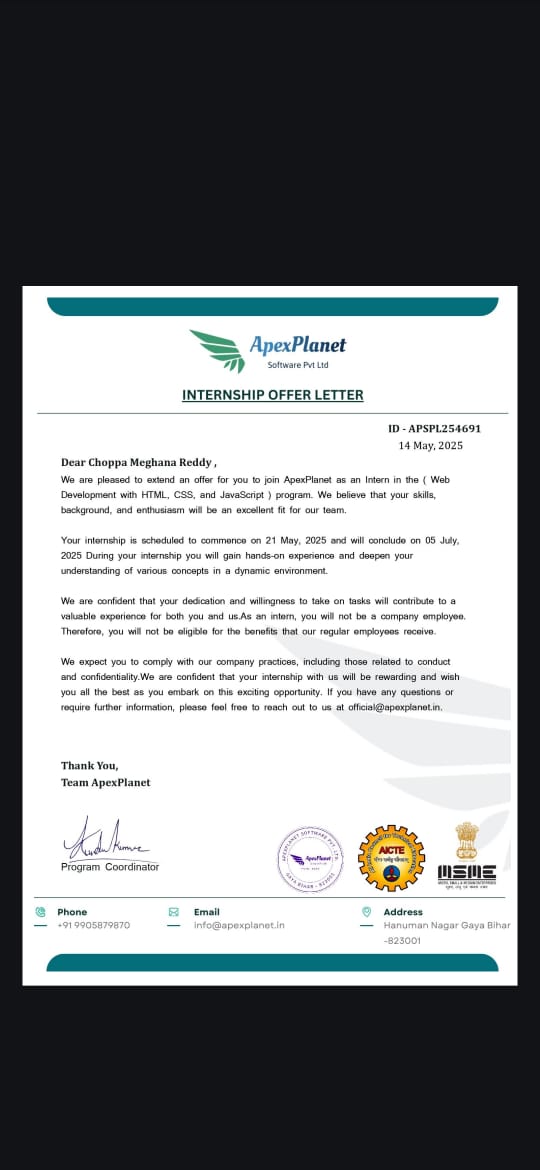 ApexPlanet
Software Pvt Ltd
INTERNSHIP OFFER LETTER
ID - APSPL254691
14 May, 2025
Dear Choppa Meghana Reddy ,
We are pleased to extend an offer for you to join ApexPlanet as an Intern in the ( Web
Development with HTML, CSS, and JavaScript ) program. We believe that your skills,
background, and enthusiasm will be an excellent fit for our team.
Your internship is scheduled to commence on 21 May, 2025 and will conclude on 05 July,
2025 During your internship you will gain hands-on experience and deepen your
understanding of various concepts in a dynamic environment.
We are confident that your dedication and willingness to take on tasks will contribute to a
valuable experience for both you and us.As an intern, you will not be a company employee.
Therefore, you will not be eligible for the benefits that our regular employees receive.
We expect you to comply with our company practices, including those related to conduct
and confidentiality.We are confident that your internship with us will be rewarding and wish
you all the best as you embark on this exciting opportunity. If you have any questions or
require further information, please feel free to reach out to us at official@apexplanet.in.
Thank You,
Team ApexPlanet
Program Coordinator
APEXPLANET SOFTWARE PVT. LTD.
ApexPlanet
GAYA BIHAR - 823001
AICTE
MSME
MICRO, SMALL & MEDIUM ENTERPRISES
Phone
+91 9905879870
Email
info@apexplanet.in
Address
Hanuman Nagar Gaya Bihar
-823001